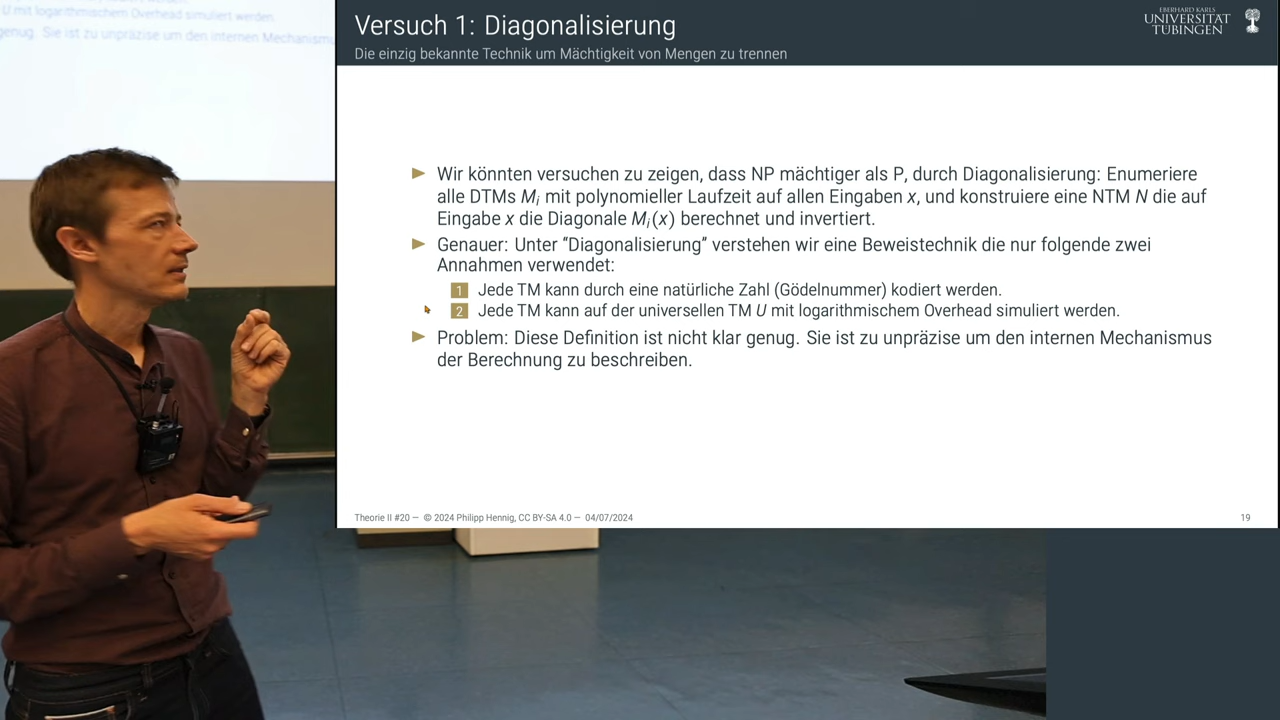 U mit logarithmischem Overhead simuliert werden.
genug. Sie ist zu unpräzise um den internen Mechanismu
Versuch 1: Diagonalisierung
Die einzig bekannte Technik um Mächtigkeit von Mengen zu trennen
EBERHARD KARLS
UNIVERSITÄT
TÜBINGEN
Wir könnten versuchen zu zeigen, dass NP mächtiger als P, durch Diagonalisierung: Enumeriere
alle DTMs Mᵢ mit polynomieller Laufzeit auf allen Eingaben x, und konstruiere eine NTM N die auf
Eingabe x die Diagonale Mᵢ(x) berechnet und invertiert.
Genauer: Unter “Diagonalisierung” verstehen wir eine Beweistechnik die nur folgende zwei
Annahmen verwendet:
1 Jede TM kann durch eine natürliche Zahl (Gödelnummer) kodiert werden.
2 Jede TM kann auf der universellen TM U mit logarithmischem Overhead simuliert werden.
Problem: Diese Definition ist nicht klar genug. Sie ist zu unpräzise um den internen Mechanismus
der Berechnung zu beschreiben.
Theorie II #20 — © 2024 Philipp Hennig, CC BY-SA 4.0 — 04/07/2024
19